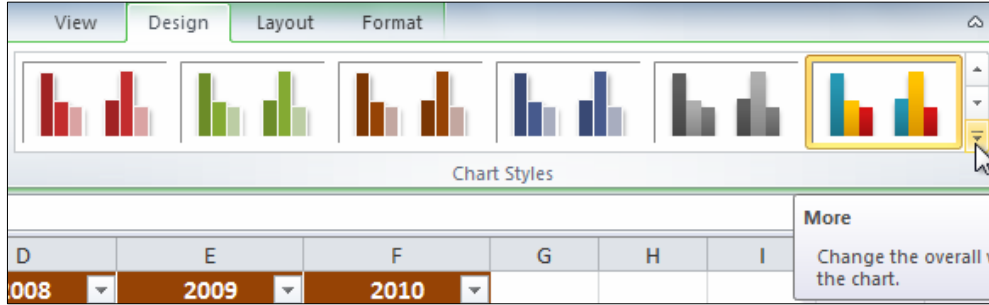 View Design Layout Format
Chart Styles
More
Change the overall
the chart.
D E F G H I
2009 2010